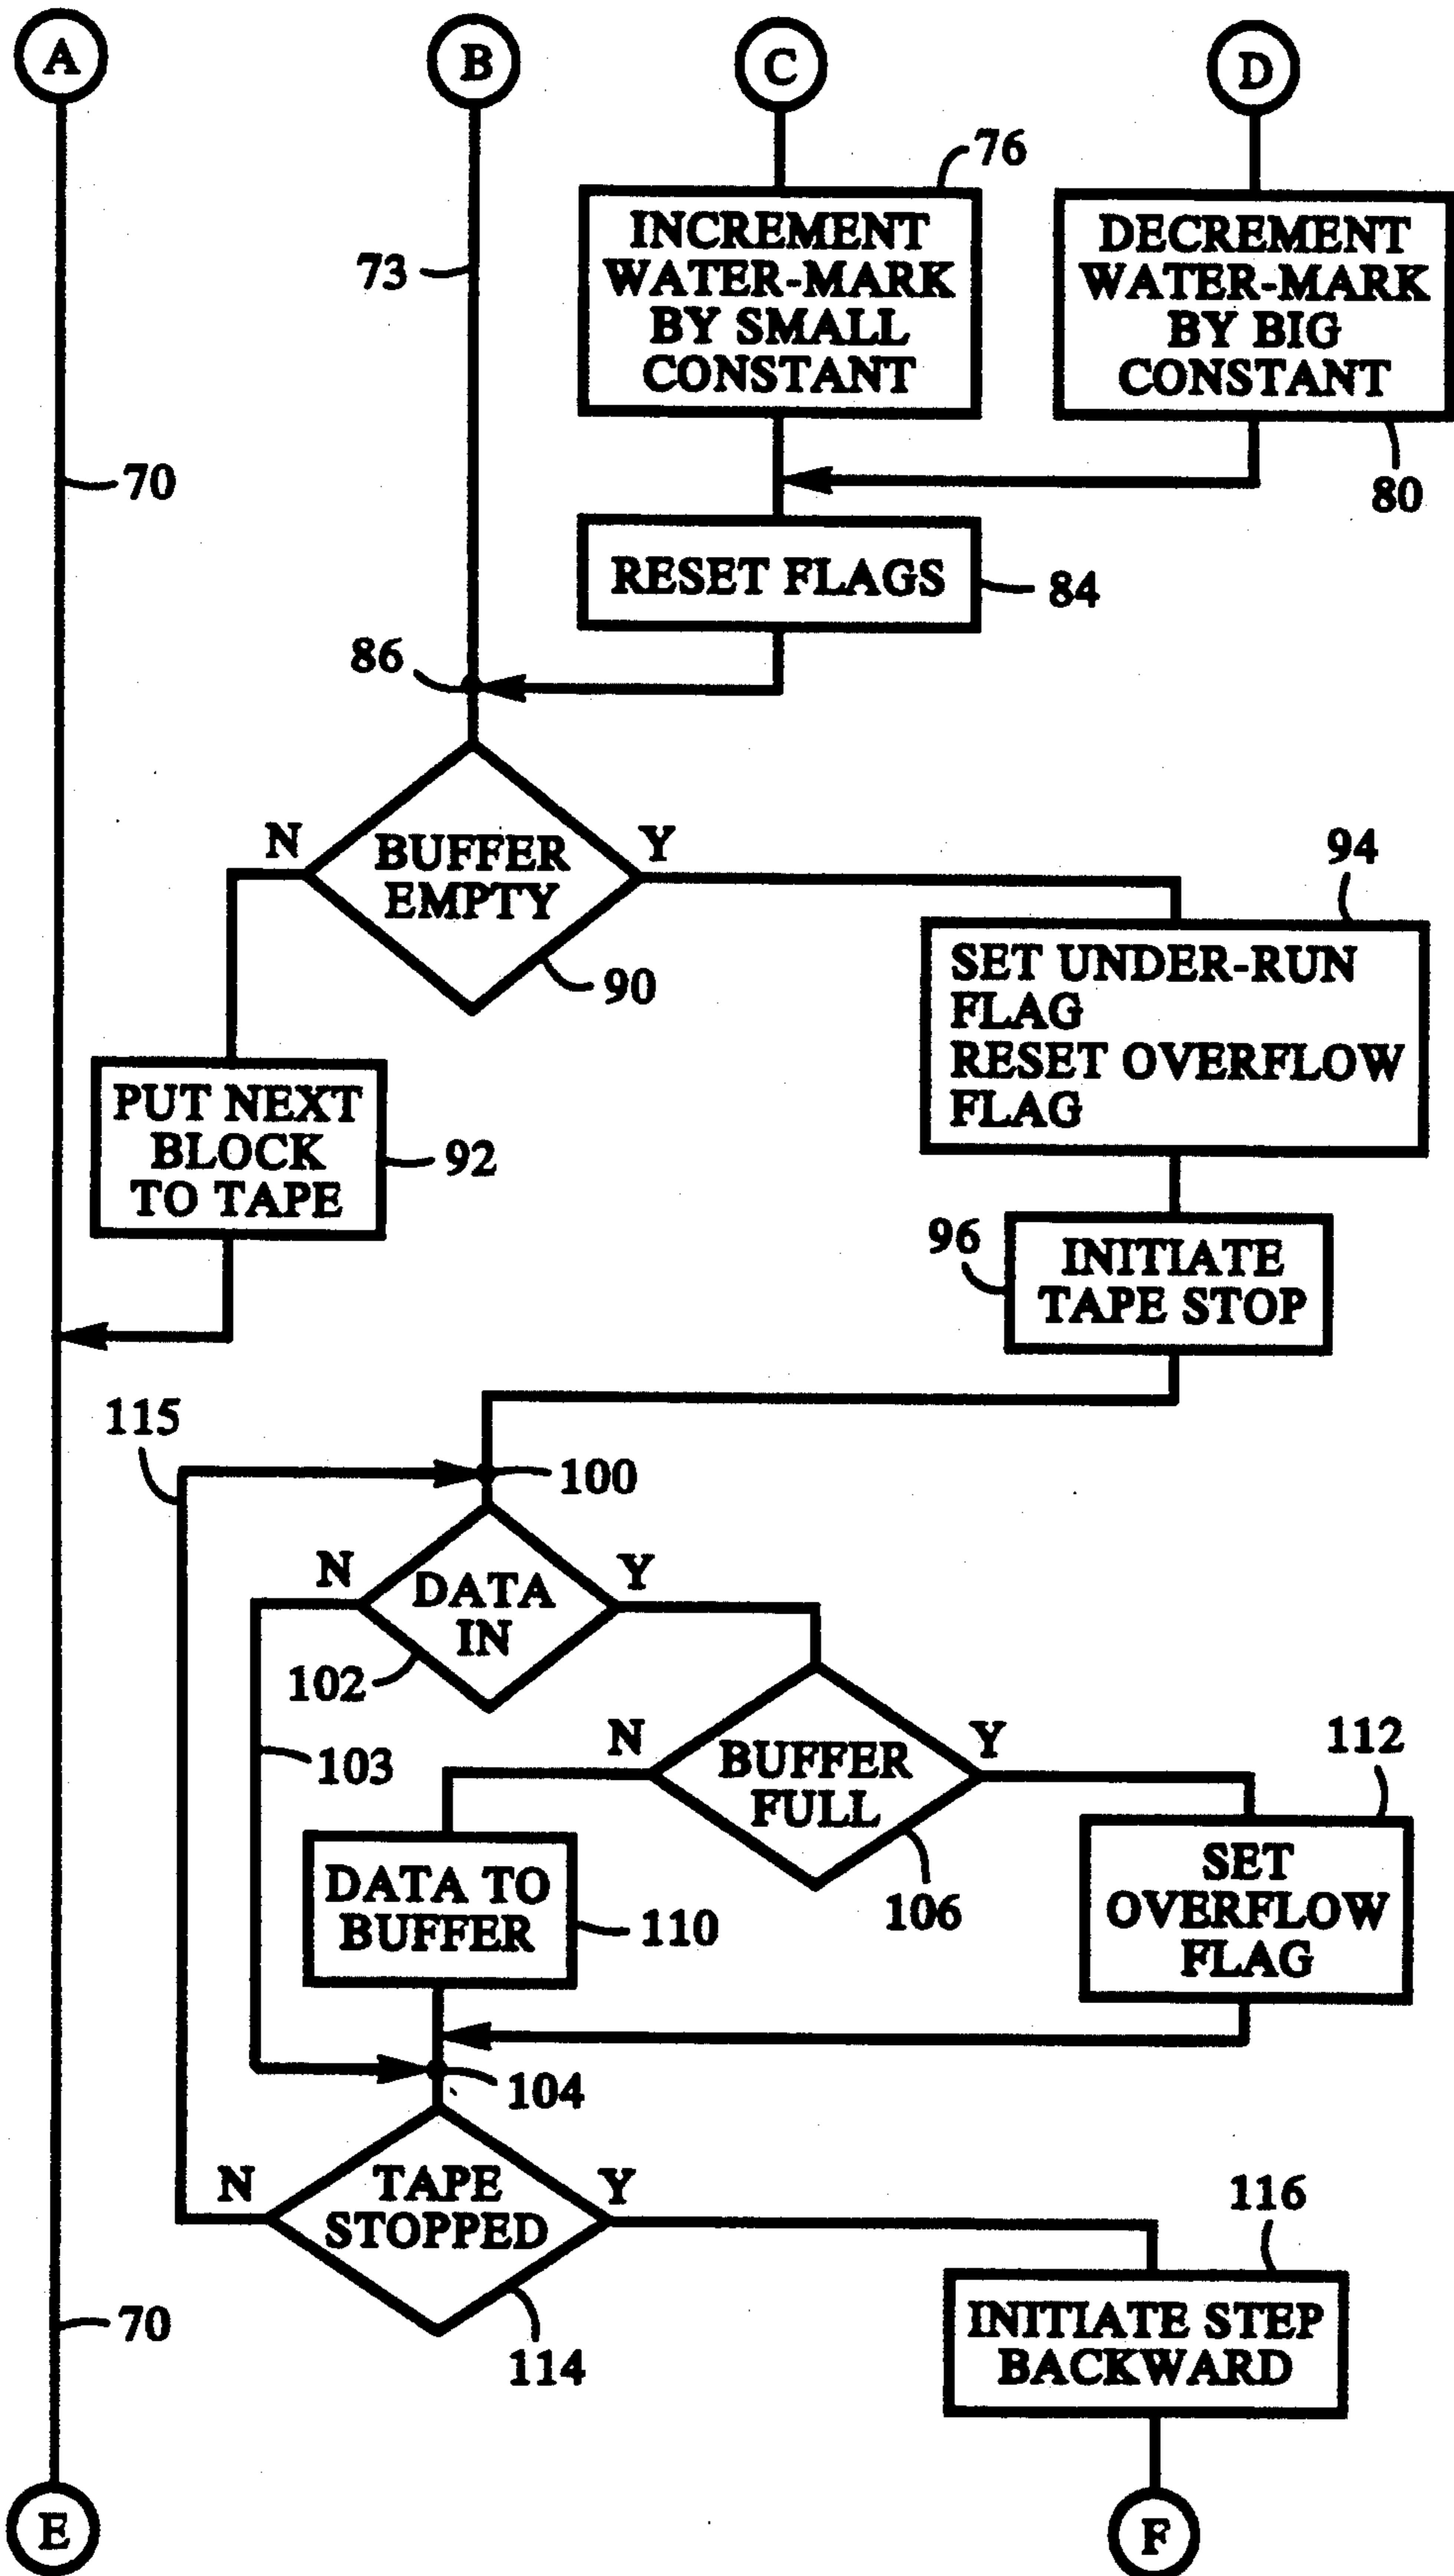 A
B
C
D
76
INCREMENT
WATER-MARK
BY SMALL
CONSTANT
DECREMENT
WATER-MARK
BY BIG
CONSTANT
73
70
80
RESET FLAGS
84
86
N
BUFFER
EMPTY
Y
90
94
SET UNDER-RUN
FLAG
RESET OVERFLOW
FLAG
PUT NEXT
BLOCK
TO TAPE
92
96
INITIATE
TAPE STOP
115
100
N
DATA
IN
Y
102
103
N
BUFFER
FULL
Y
106
112
SET
OVERFLOW
FLAG
DATA TO
BUFFER
110
104
N
TAPE
STOPPED
Y
114
116
INITIATE STEP
BACKWARD
70
E
F